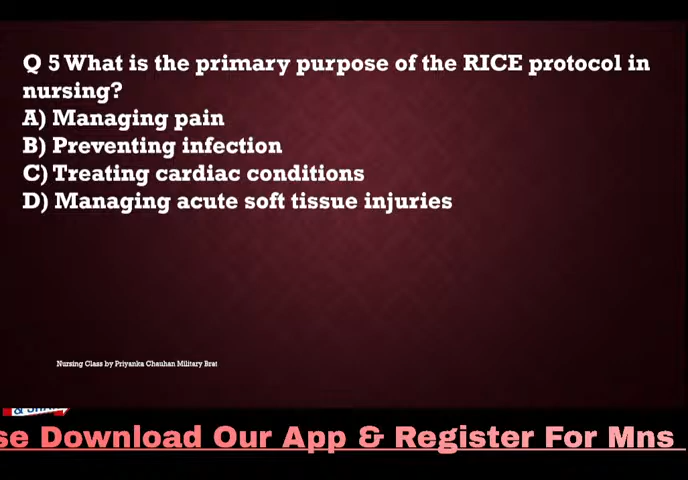 Q 5 What is the primary purpose of the RICE protocol in
nursing?
A) Managing pain
B) Preventing infection
C) Treating cardiac conditions
D) Managing acute soft tissue injuries
Nursing Class by Priyanka Chauhan Military Brat
se Download Our App & Register For Mns